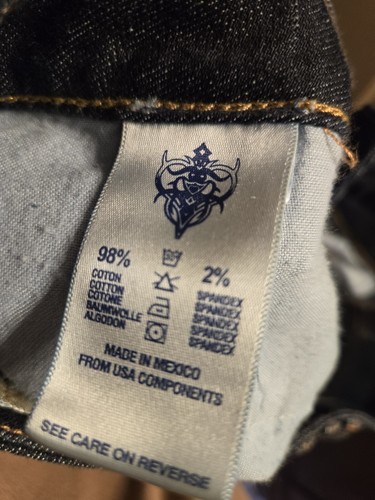 98%
COTON
COTTON
COTONE
BAUMWOLLE
ALGODON
2%
SPANDEX
SPANDEX
SPANDEX
SPANDEX
SPANDEX
MADE IN MEXICO
FROM USA COMPONENTS
SEE CARE ON REVERSE